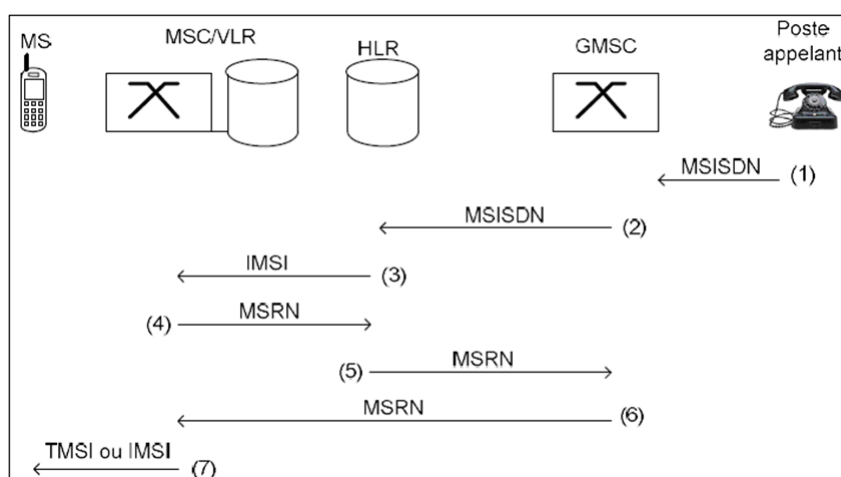 MS
MSC/VLR
HLR
GMSC
Poste
appelant
MSISDN (1)
MSISDN (2)
IMSI (3)
(4) MSRN
(5) MSRN
MSRN (6)
TMSI ou IMSI (7)